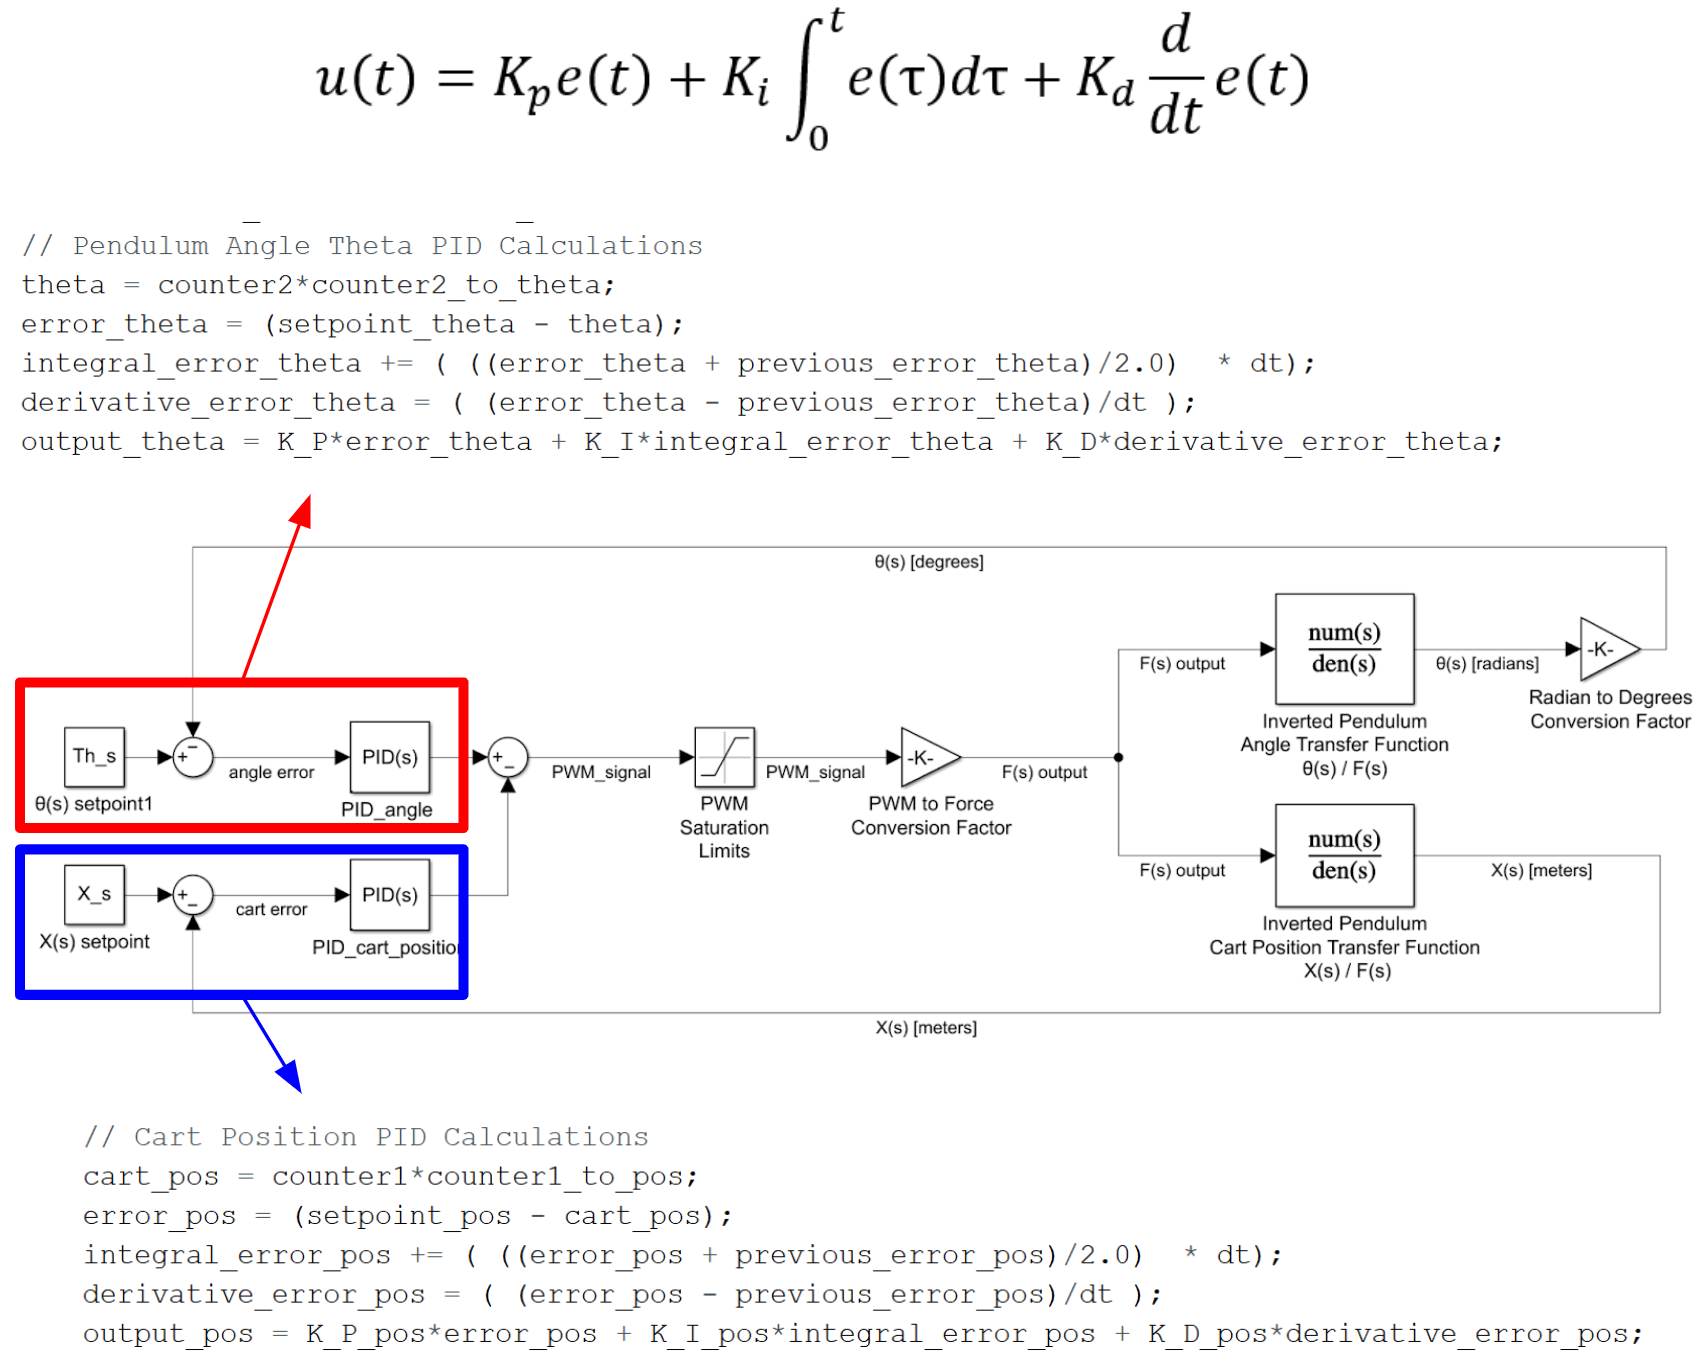 u(t) = K_p e(t) + K_i ∫_0^t e(τ)dτ + K_d d/dt e(t)
// Pendulum Angle Theta PID Calculations
theta = counter2*counter2_to_theta;
error_theta = (setpoint_theta - theta);
integral_error_theta += ( ((error_theta + previous_error_theta)/2.0)  * dt);
derivative_error_theta = ( (error_theta - previous_error_theta)/dt );
output_theta = K_P*error_theta + K_I*integral_error_theta + K_D*derivative_error_theta;
θ(s) [degrees]
Th_s
θ(s) setpoint1
+ −
angle error
PID(s)
PID_angle
+ −
PWM_signal
PWM
Saturation
Limits
PWM_signal
-K-
PWM to Force
Conversion Factor
F(s) output
F(s) output
num(s)
den(s)
Inverted Pendulum
Angle Transfer Function
θ(s) / F(s)
θ(s) [radians]
-K-
Radian to Degrees
Conversion Factor
X_s
X(s) setpoint
+ −
cart error
PID(s)
PID_cart_position
F(s) output
num(s)
den(s)
Inverted Pendulum
Cart Position Transfer Function
X(s) / F(s)
X(s) [meters]
X(s) [meters]
// Cart Position PID Calculations
cart_pos = counter1*counter1_to_pos;
error_pos = (setpoint_pos - cart_pos);
integral_error_pos += ( ((error_pos + previous_error_pos)/2.0)  * dt);
derivative_error_pos = ( (error_pos - previous_error_pos)/dt );
output_pos = K_P_pos*error_pos + K_I_pos*integral_error_pos + K_D_pos*derivative_error_pos;